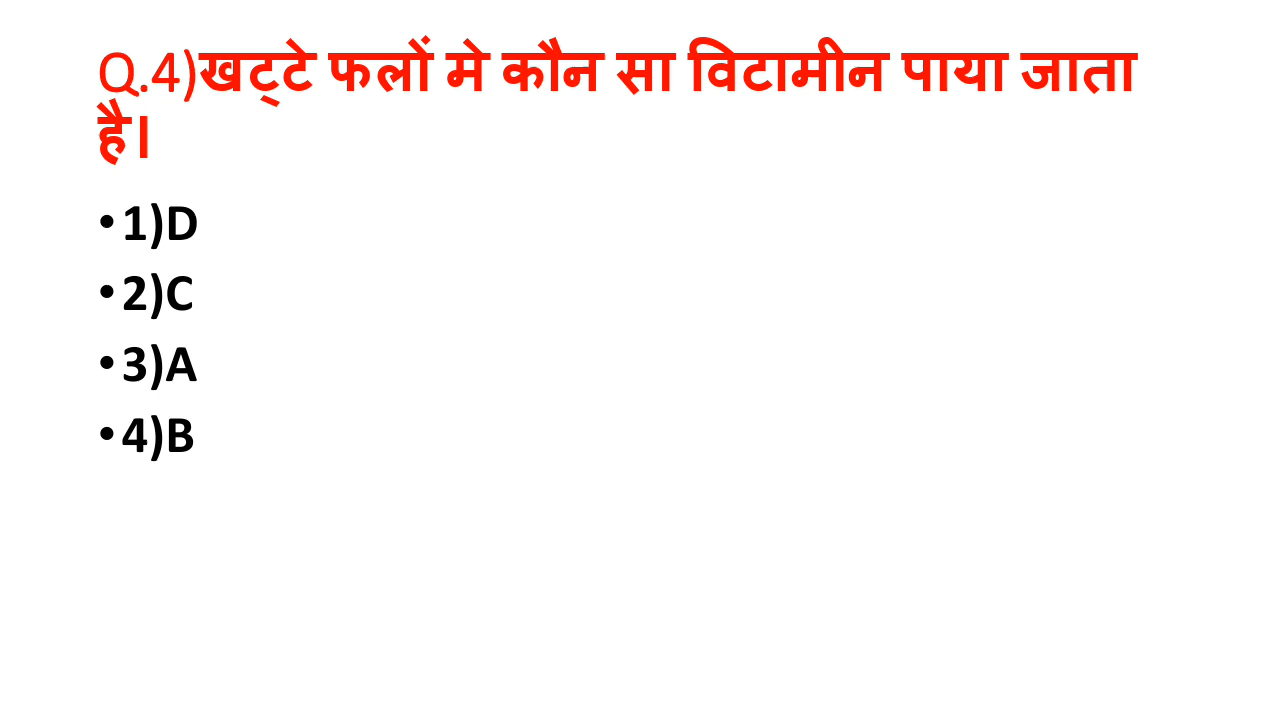 Q.4)खट्टे फलों मे कौन सा विटामीन पाया जाता
है।
•1)D
•2)C
•3)A
•4)B